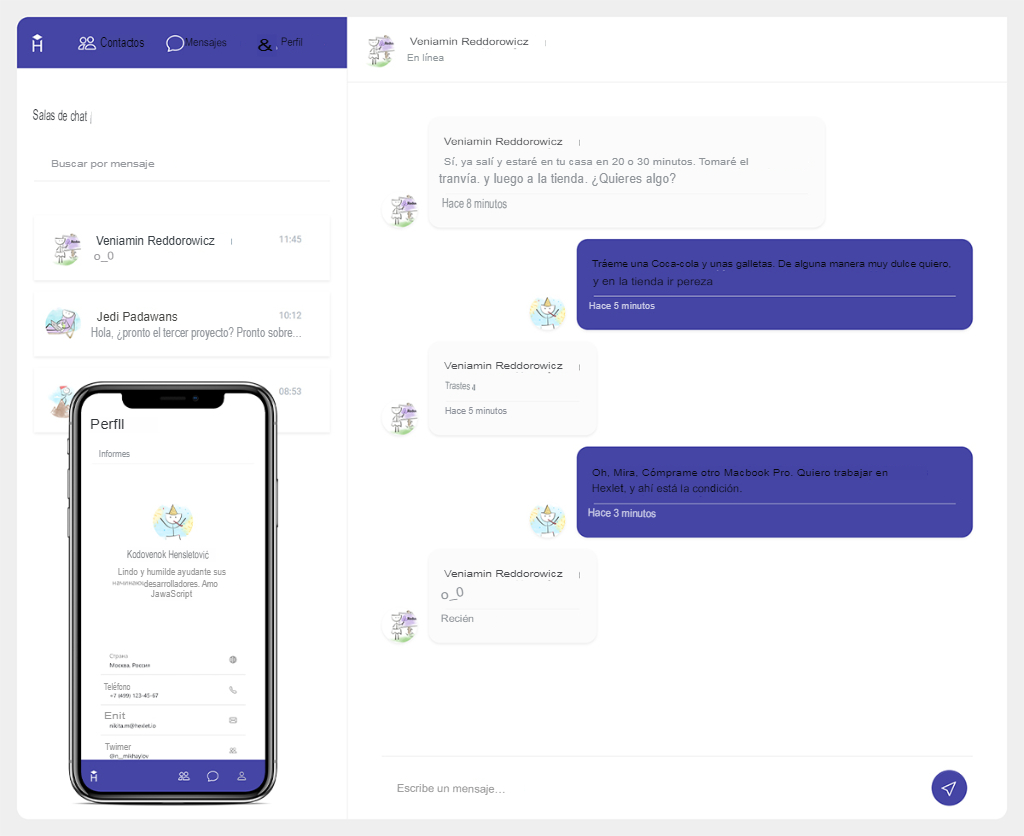 H
Contactos
Mensajes
&
Perfil
Salas de chat
Buscar por mensaje
Veniamin Reddorowicz
11:45
o_0
Jedi Padawans
10:12
Hola, ¿pronto el tercer proyecto? Pronto sobre...
08:53
Perfll
Informes
Kodovenok Hensletović
Lindo y humilde ayudante sus
desarrolladores. Amo
JawaScript
Страна
Москва, Россия
Teléfono
+7 (499) 123-45-67
Enit
nikita.m@hexlet.io
Twimer
@n__mikhaylov
H
Veniamin Reddorowicz
En línea
Veniamin Reddorowicz
Sí, ya salí y estaré en tu casa en 20 o 30 minutos. Tomaré el
tranvía. y luego a la tienda. ¿Quieres algo?
Hace 8 minutos
Tráeme una Coca-cola y unas galletas. De alguna manera muy dulce quiero,
y en la tienda ir pereza
Hace 5 minutos
Veniamin Reddorowicz
Trastes
Hace 5 minutos
Oh, Mira, Cómprame otro Macbook Pro. Quiero trabajar en
Hexlet, y ahí está la condición.
Hace 3 minutos
Veniamin Reddorowicz
o_0
Recién
Escribe un mensaje...